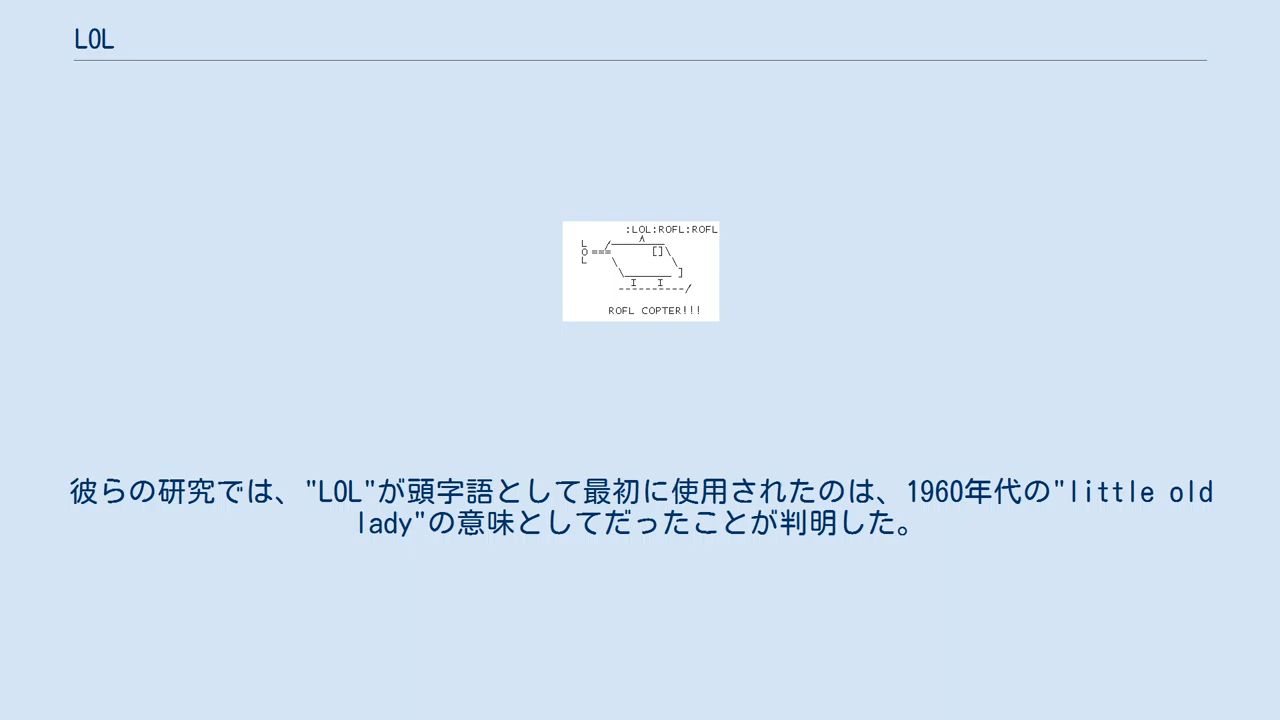 LOL
:LOL:ROFL:ROFL
L /‾‾‾‾‾‾‾^‾‾‾
O === []\
L \ \
\_______ ]
I I
----------/
ROFL COPTER!!!
彼らの研究では、"LOL"が頭字語として最初に使用されたのは、1960年代の"little old
lady"の意味としてだったことが判明した。